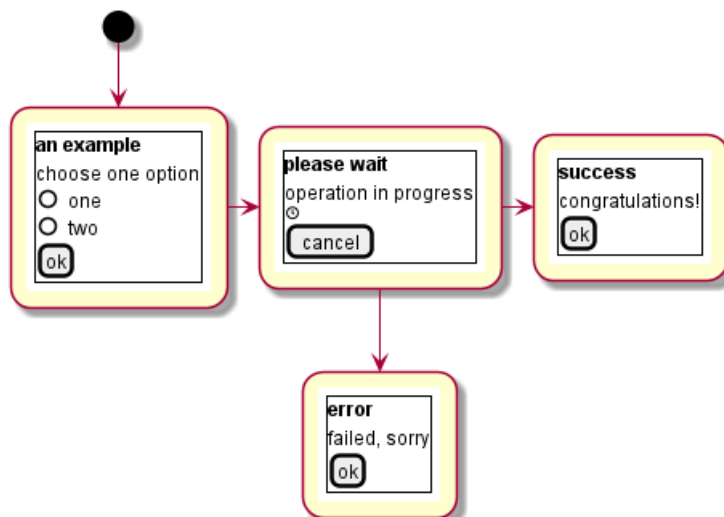 an example
choose one option
one
two
ok
please wait
operation in progress
cancel
success
congratulations!
ok
error
failed, sorry
ok